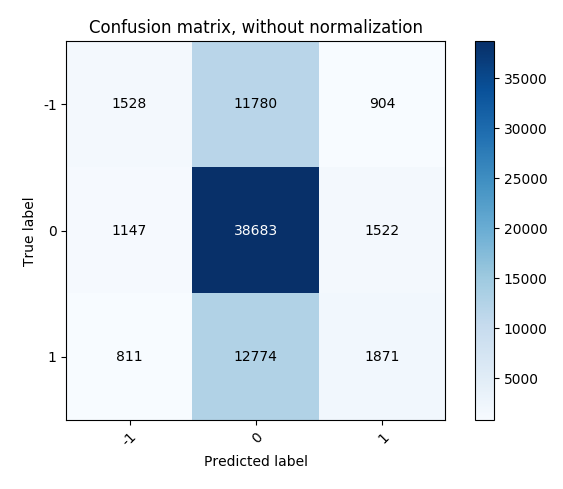 Confusion matrix, without normalization
-1 1528 11780 904
0 1147 38683 1522
1 811 12774 1871
-1 0 1
True label
Predicted label
35000
30000
25000
20000
15000
10000
5000